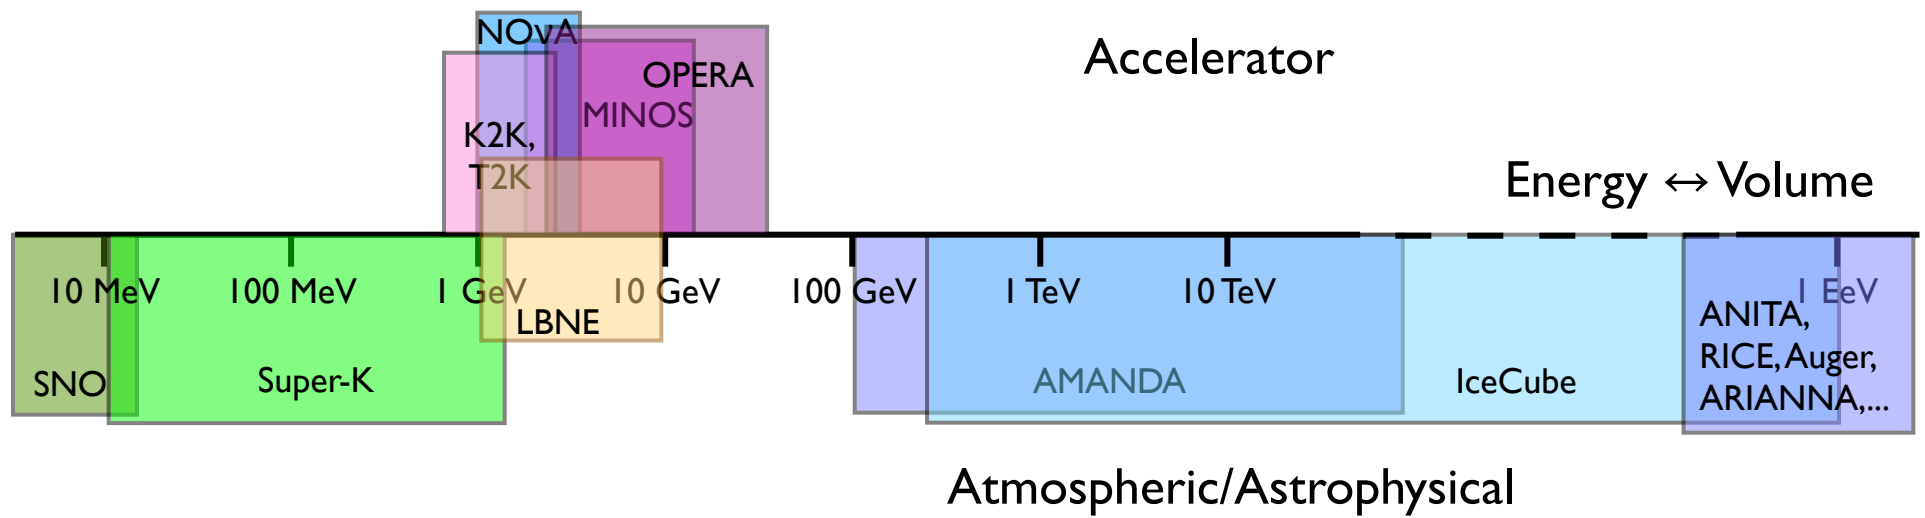 NOνA
Accelerator
OPERA
MINOS
K2K,
T2K
Energy ↔ Volume
10 MeV
100 MeV
1 GeV
10 GeV
100 GeV
1 TeV
10 TeV
1 EeV
LBNE
ANITA,
RICE, Auger,
ARIANNA,...
SNO
Super-K
AMANDA
IceCube
Atmospheric/Astrophysical